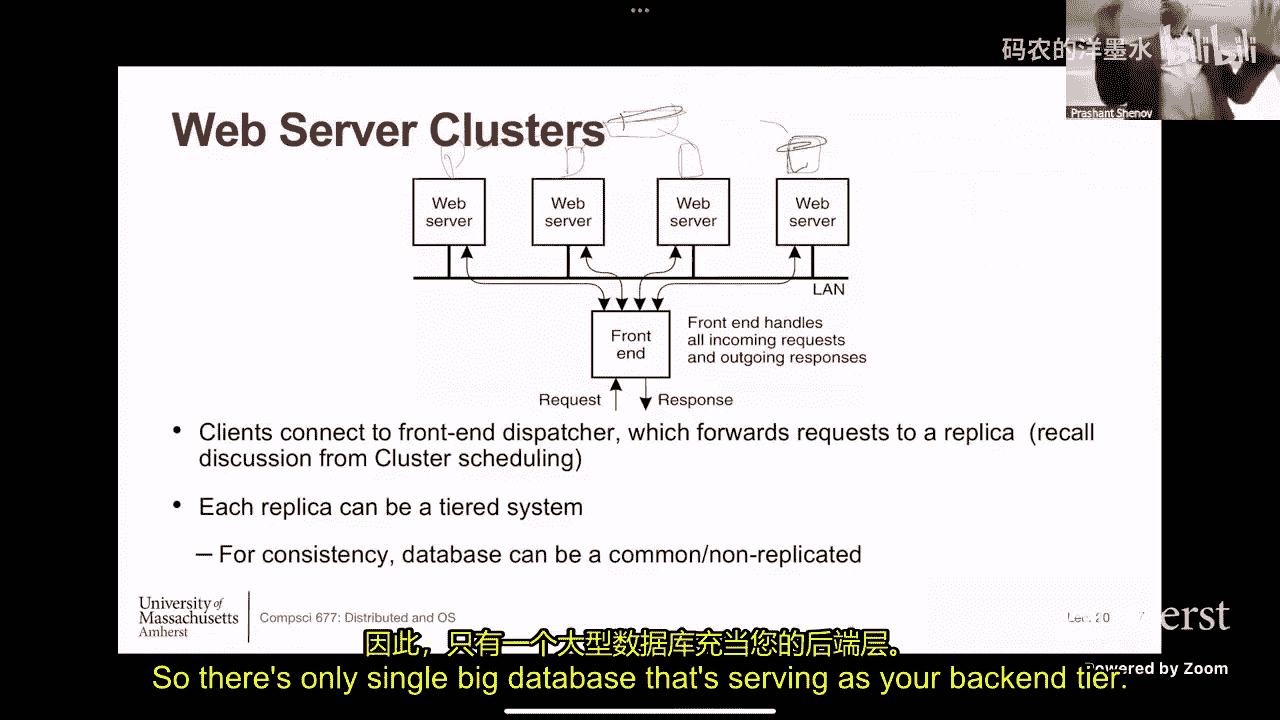 码农的洋墨水
bilibili
Prashant Shenoy
Web Server Clusters
Web server
Web server
Web server
Web server
LAN
Front end
Front end handles
all incoming requests
and outgoing responses
Request
Response
• Clients connect to front-end dispatcher, which forwards requests to a replica (recall
discussion from Cluster scheduling)
• Each replica can be a tiered system
– For consistency, database can be a common/non-replicated
University of
Massachusetts
Amherst
Compsci 677: Distributed and OS
Lec. 20
erst
因此，只有一个大型数据库充当您的后端层。
Powered by Zoom
So there's only single big database that's serving as your backend tier.